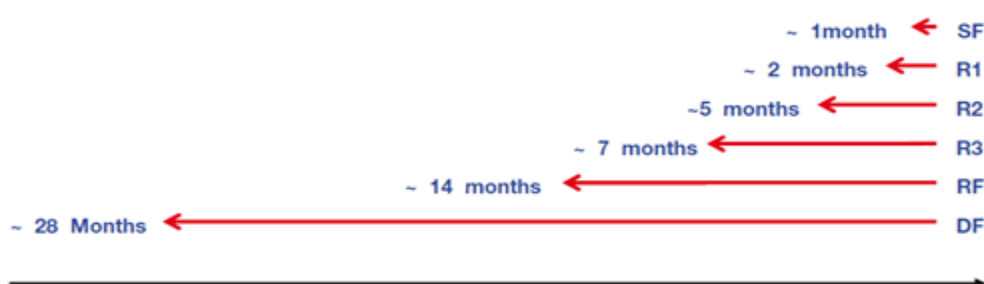 ~ 1month SF
~ 2 months R1
~5 months R2
~ 7 months R3
~ 14 months RF
~ 28 Months DF